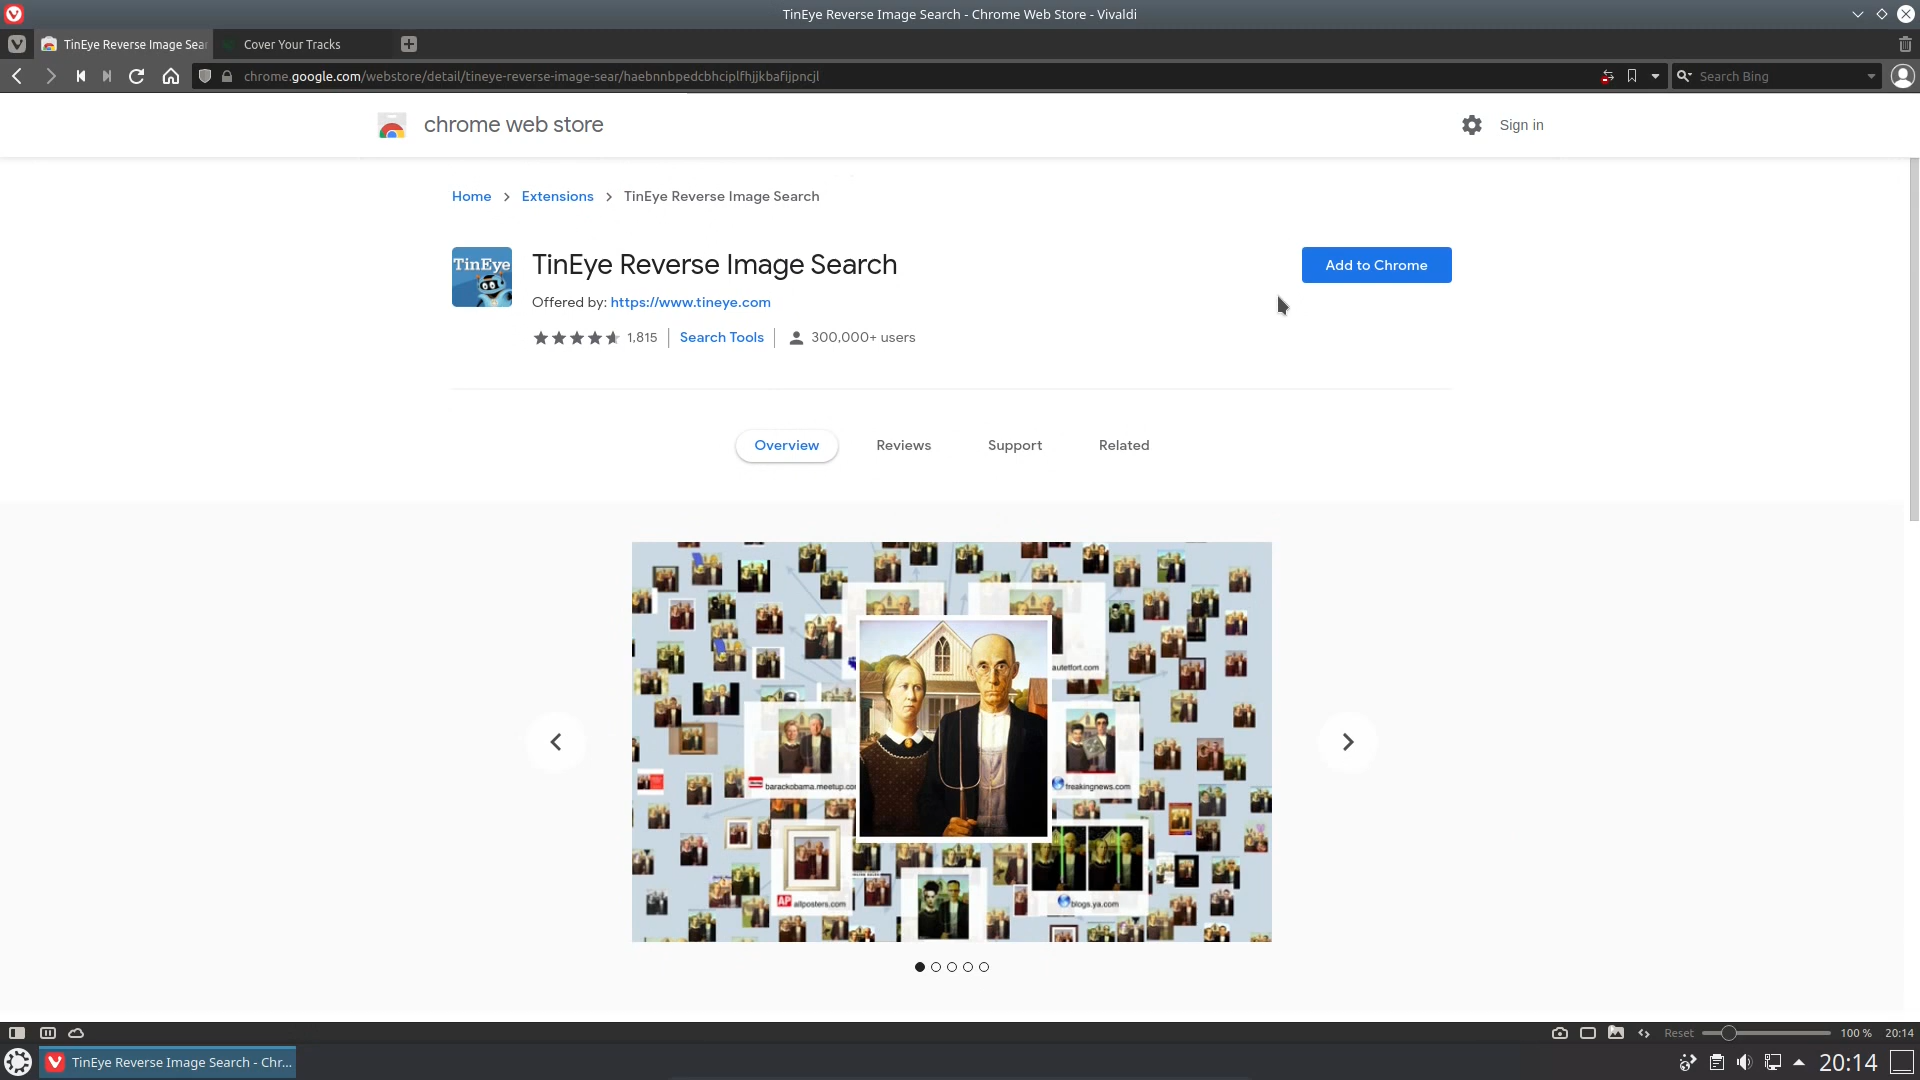 TinEye Reverse Image Search - Chrome Web Store - Vivaldi
TinEye Reverse Image Sear
Cover Your Tracks
chrome.google.com/webstore/detail/tineye-reverse-image-sear/haebnnbpedcbhciplfhjjkbafijpncjl
Search Bing
chrome web store
Sign in
Home
Extensions
TinEye Reverse Image Search
TinEye
TinEye Reverse Image Search
Add to Chrome
Offered by: https://www.tineye.com
1,815
Search Tools
300,000+ users
Overview
Reviews
Support
Related
autetfort.com
barackobama.meetup.co
freakingnews.com
AP allposters.com
blogs.ya.com
Reset
100 %
20:14
TinEye Reverse Image Search - Chr...
20:14